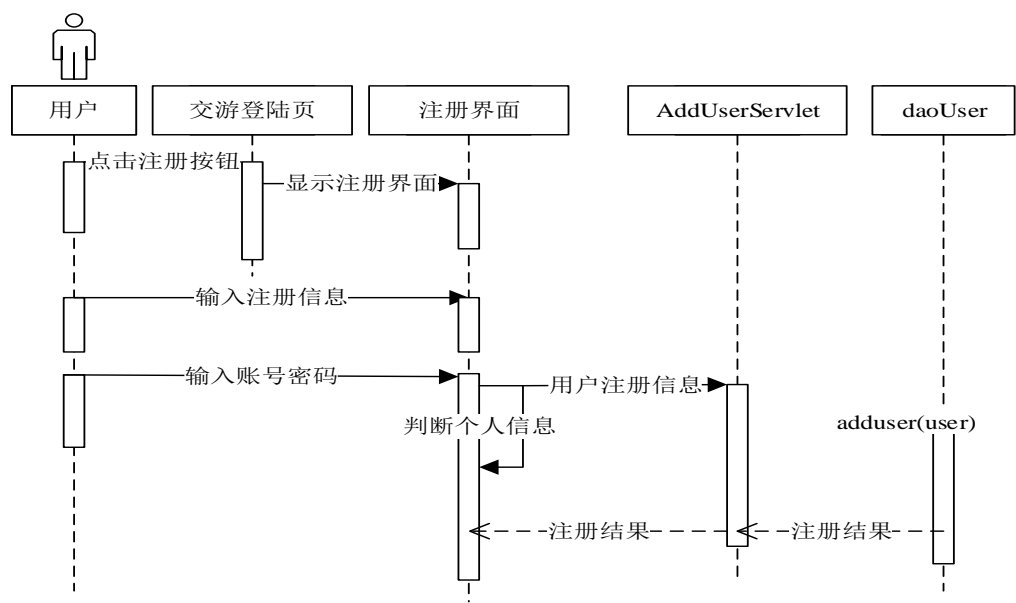 用户
交游登陆页
注册界面
AddUserServlet
daoUser
点击注册按钮
显示注册界面
输入注册信息
输入账号密码
用户注册信息
判断个人信息
adduser(user)
注册结果
注册结果